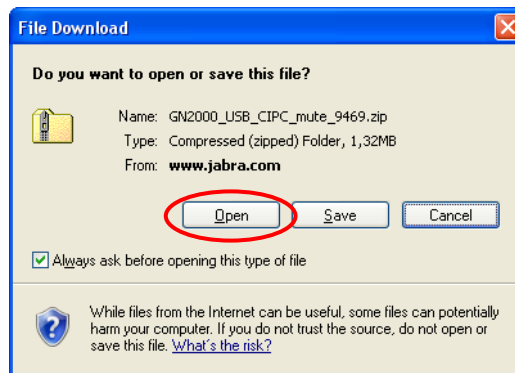 File Download
Do you want to open or save this file?
Name: GN2000_USB_CIPC_mute_9469.zip
Type: Compressed (zipped) Folder, 1,32MB
From: www.jabra.com
Open Save Cancel
Always ask before opening this type of file
While files from the Internet can be useful, some files can potentially
harm your computer. If you do not trust the source, do not open or
save this file. What's the risk?